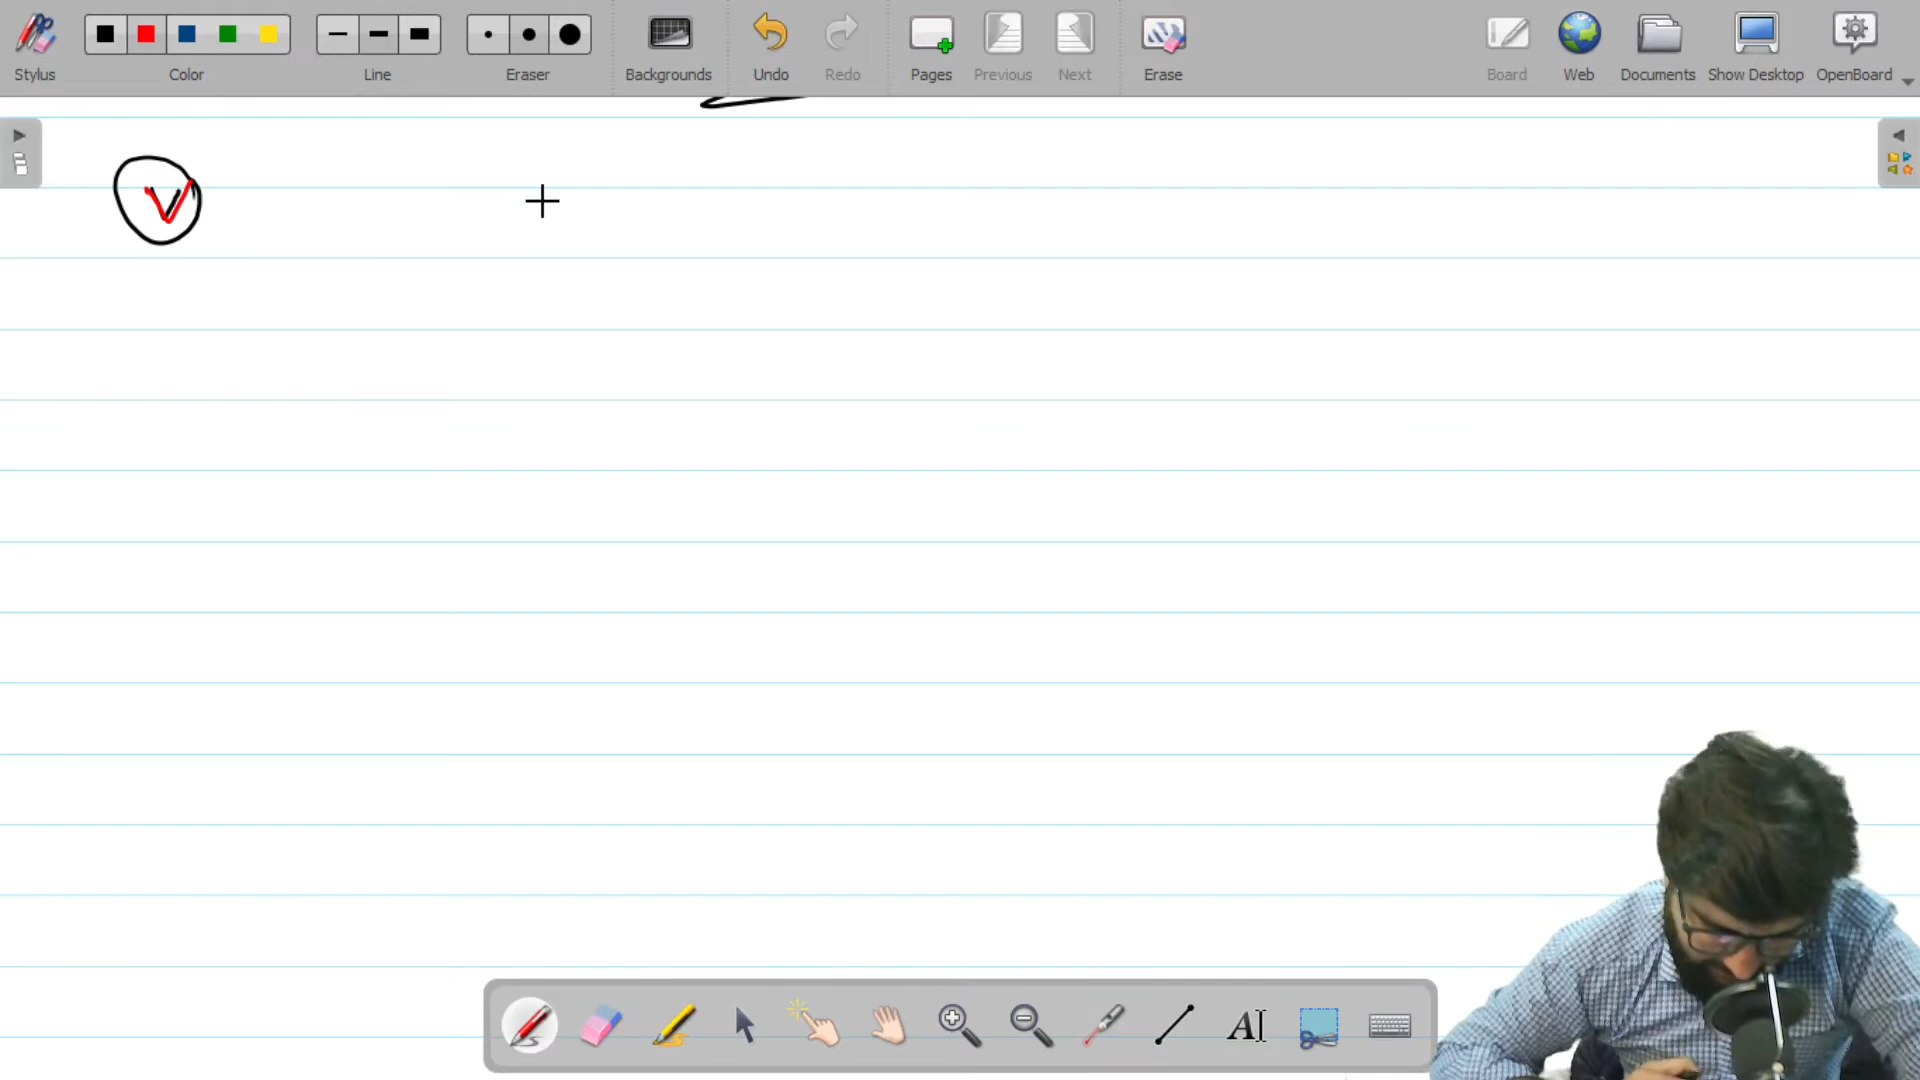 Stylus
Color
Line
Eraser
Backgrounds
Undo
Redo
Pages
Previous
Next
Erase
Board
Web
Documents
Show Desktop
OpenBoard
V
A